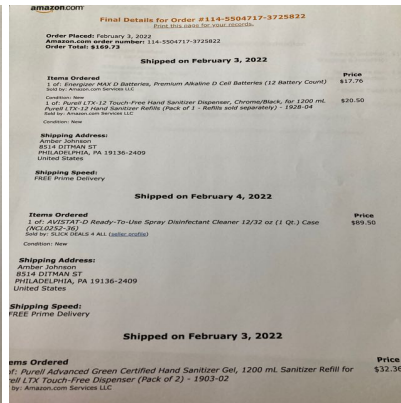 amazon.com
Final Details for Order #114-5504717-3725822
Print this page for your records.
Order Placed: February 3, 2022
Amazon.com order number: 114-5504717-3725822
Order Total: $169.73
Shipped on February 3, 2022
Items Ordered Price
1 of: Energizer MAX D Batteries, Premium Alkaline D Cell Batteries (12 Battery Count) $17.76
Sold by: Amazon.com Services LLC
Condition: New
1 of: Purell LTX-12 Touch-Free Hand Sanitizer Dispenser, Chrome/Black, for 1200 mL $20.50
Purell LTX-12 Hand Sanitizer Refills (Pack of 1 - Refills sold separately) - 1928-04
Sold by: Amazon.com Services LLC
Condition: New
Shipping Address:
Amber Johnson
8514 DITMAN ST
PHILADELPHIA, PA 19136-2409
United States
Shipping Speed:
FREE Prime Delivery
Shipped on February 4, 2022
Items Ordered Price
1 of: AVISTAT-D Ready-To-Use Spray Disinfectant Cleaner 12/32 oz (1 Qt.) Case $89.50
(NCL0252-36)
Sold by: SLICK DEALS 4 ALL (seller profile)
Condition: New
Shipping Address:
Amber Johnson
8514 DITMAN ST
PHILADELPHIA, PA 19136-2409
United States
Shipping Speed:
FREE Prime Delivery
Shipped on February 3, 2022
ems Ordered Price
of: Purell Advanced Green Certified Hand Sanitizer Gel, 1200 mL Sanitizer Refill for $32.36
rell LTX Touch-Free Dispenser (Pack of 2) - 1903-02
by: Amazon.com Services LLC